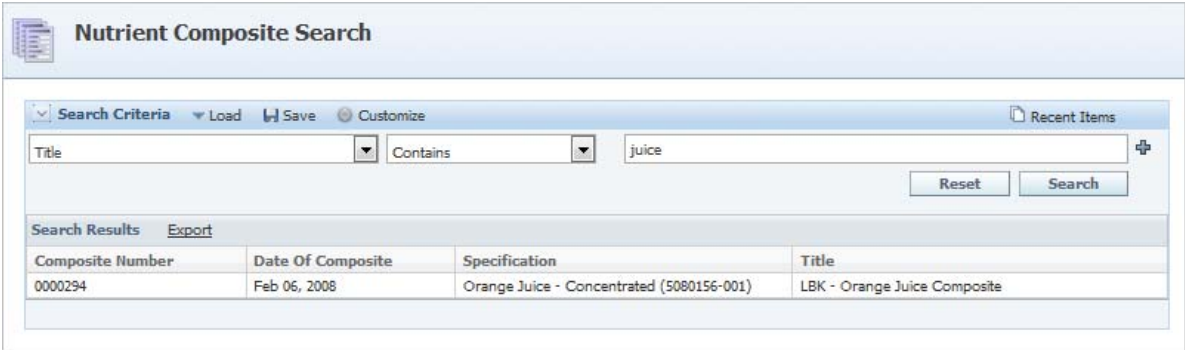 Nutrient Composite Search
Search Criteria Load Save Customize Recent Items
Title Contains juice
Reset Search
Search Results Export
Composite Number Date Of Composite Specification Title
0000294 Feb 06, 2008 Orange Juice - Concentrated (5080156-001) LBK - Orange Juice Composite